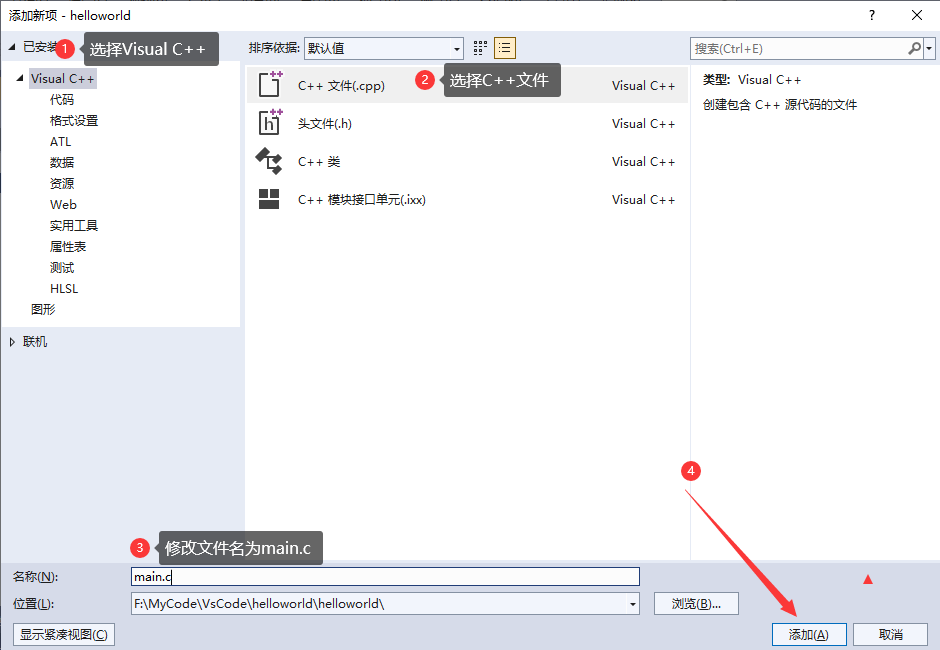 添加新项 - helloworld
?
已安装
1
选择Visual C++
排序依据:
默认值
搜索(Ctrl+E)
Visual C++
代码
格式设置
ATL
数据
资源
Web
实用工具
属性表
测试
HLSL
图形
联机
C++ 文件(.cpp)
2
选择C++文件
Visual C++
头文件(.h)
Visual C++
C++ 类
Visual C++
C++ 模块接口单元(.ixx)
Visual C++
类型: Visual C++
创建包含 C++ 源代码的文件
4
3
修改文件名为main.c
名称(N):
main.c
位置(L):
F:\MyCode\VsCode\helloworld\helloworld\
浏览(B)...
显示紧凑视图(C)
添加(A)
取消